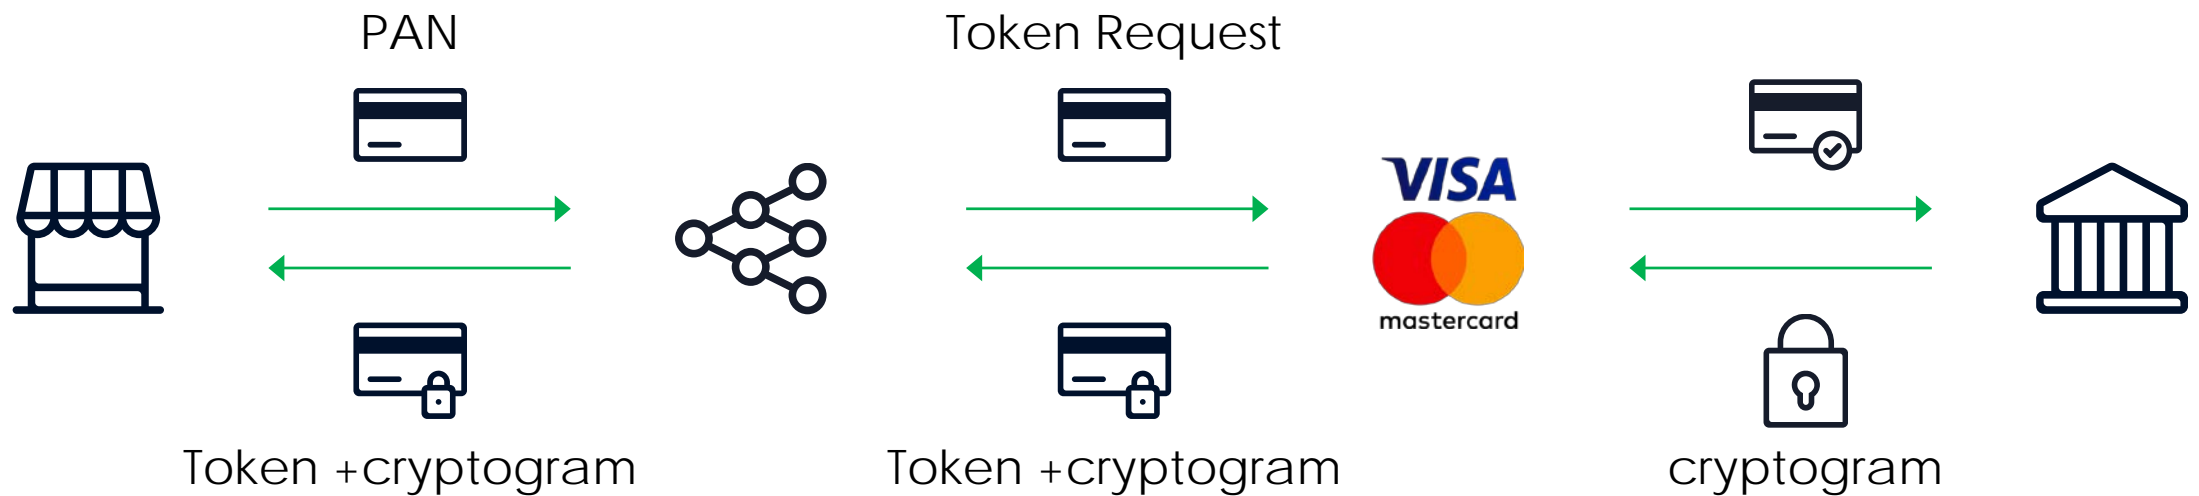 PAN
Token Request
VISA
mastercard
Token +cryptogram
Token +cryptogram
cryptogram